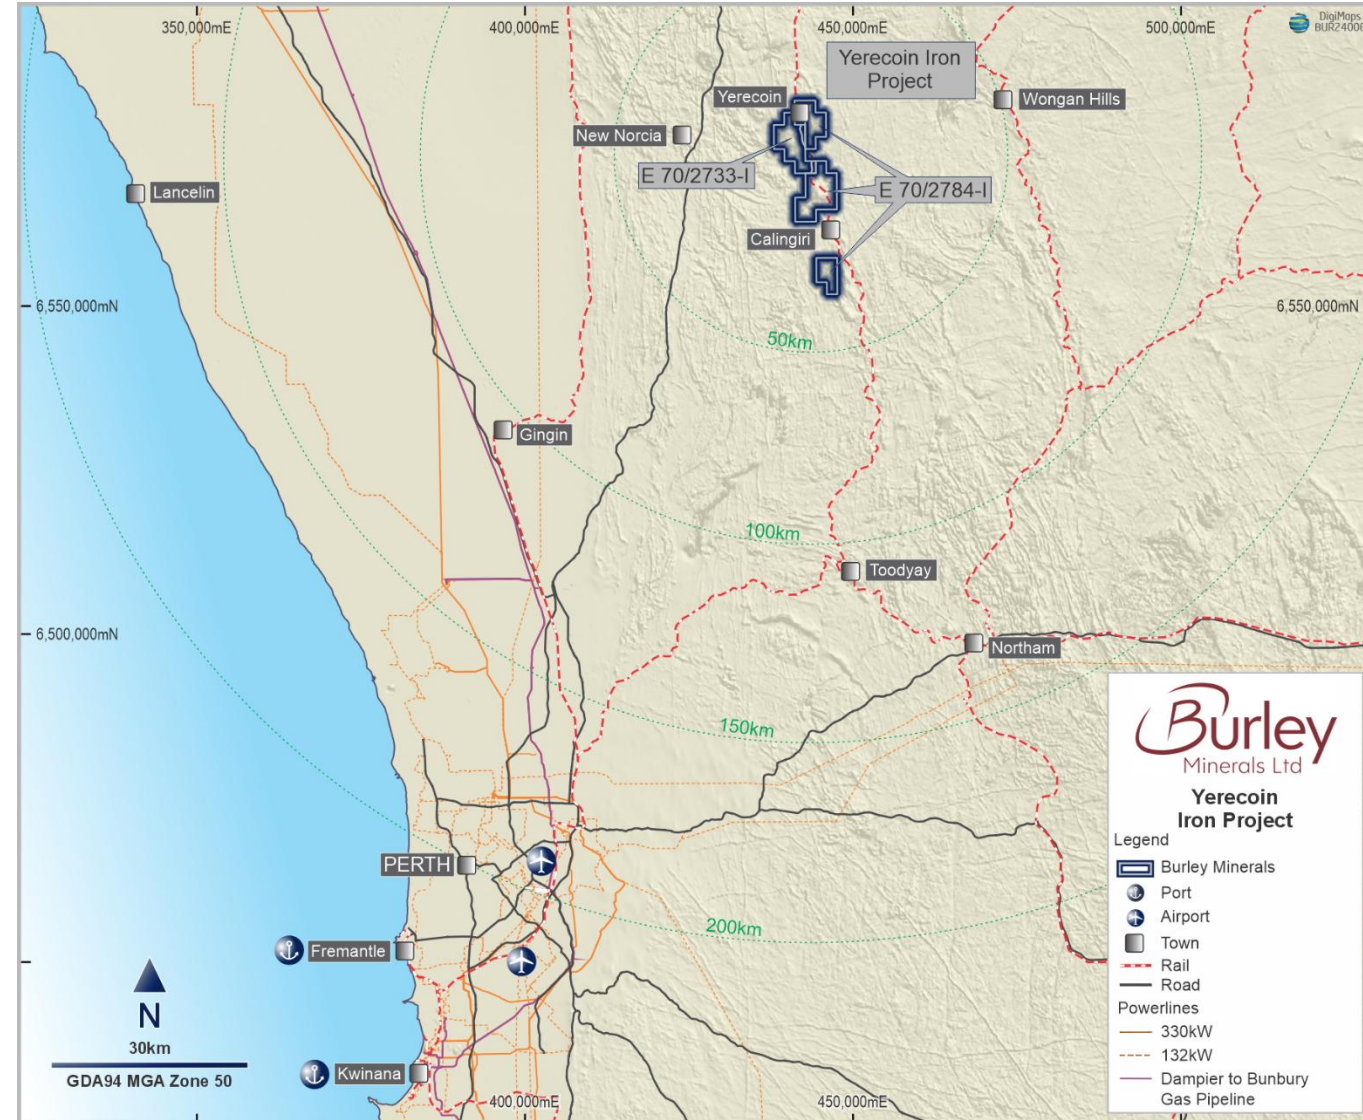 350,000mE
400,000mE
450,000mE
500,000mE
DigiMaps
BUR24006
Yerecoin Iron
Project
Yerecoin
Wongan Hills
New Norcia
E 70/2733-I
E 70/2784-I
Lancelin
Calingiri
6,550,000mN
6,550,000mN
50km
Gingin
100km
Toodyay
6,500,000mN
Northam
150km
PERTH
200km
Fremantle
Kwinana
N
30km
GDA94 MGA Zone 50
400,000mE
450,000mE
Burley
Minerals Ltd
Yerecoin
Iron Project
Legend
Burley Minerals
Port
Airport
Town
Rail
Road
Powerlines
330kW
132kW
Dampier to Bunbury
Gas Pipeline